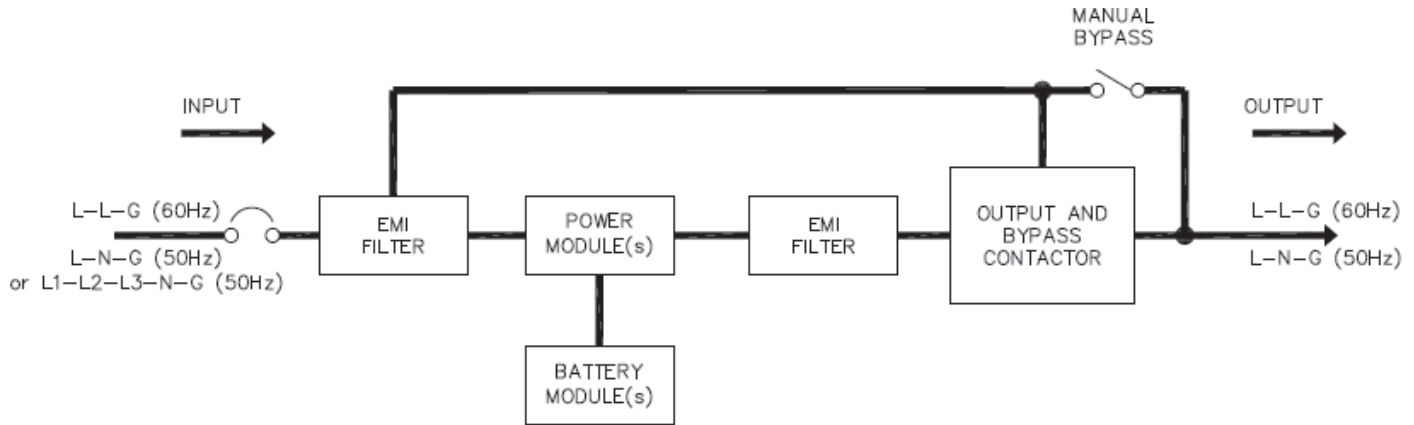 MANUAL
BYPASS
INPUT
OUTPUT
L-L-G (60Hz)
L-N-G (50Hz)
or L1-L2-L3-N-G (50Hz)
EMI
FILTER
POWER
MODULE(s)
EMI
FILTER
OUTPUT AND
BYPASS
CONTACTOR
L-L-G (60Hz)
L-N-G (50Hz)
BATTERY
MODULE(s)